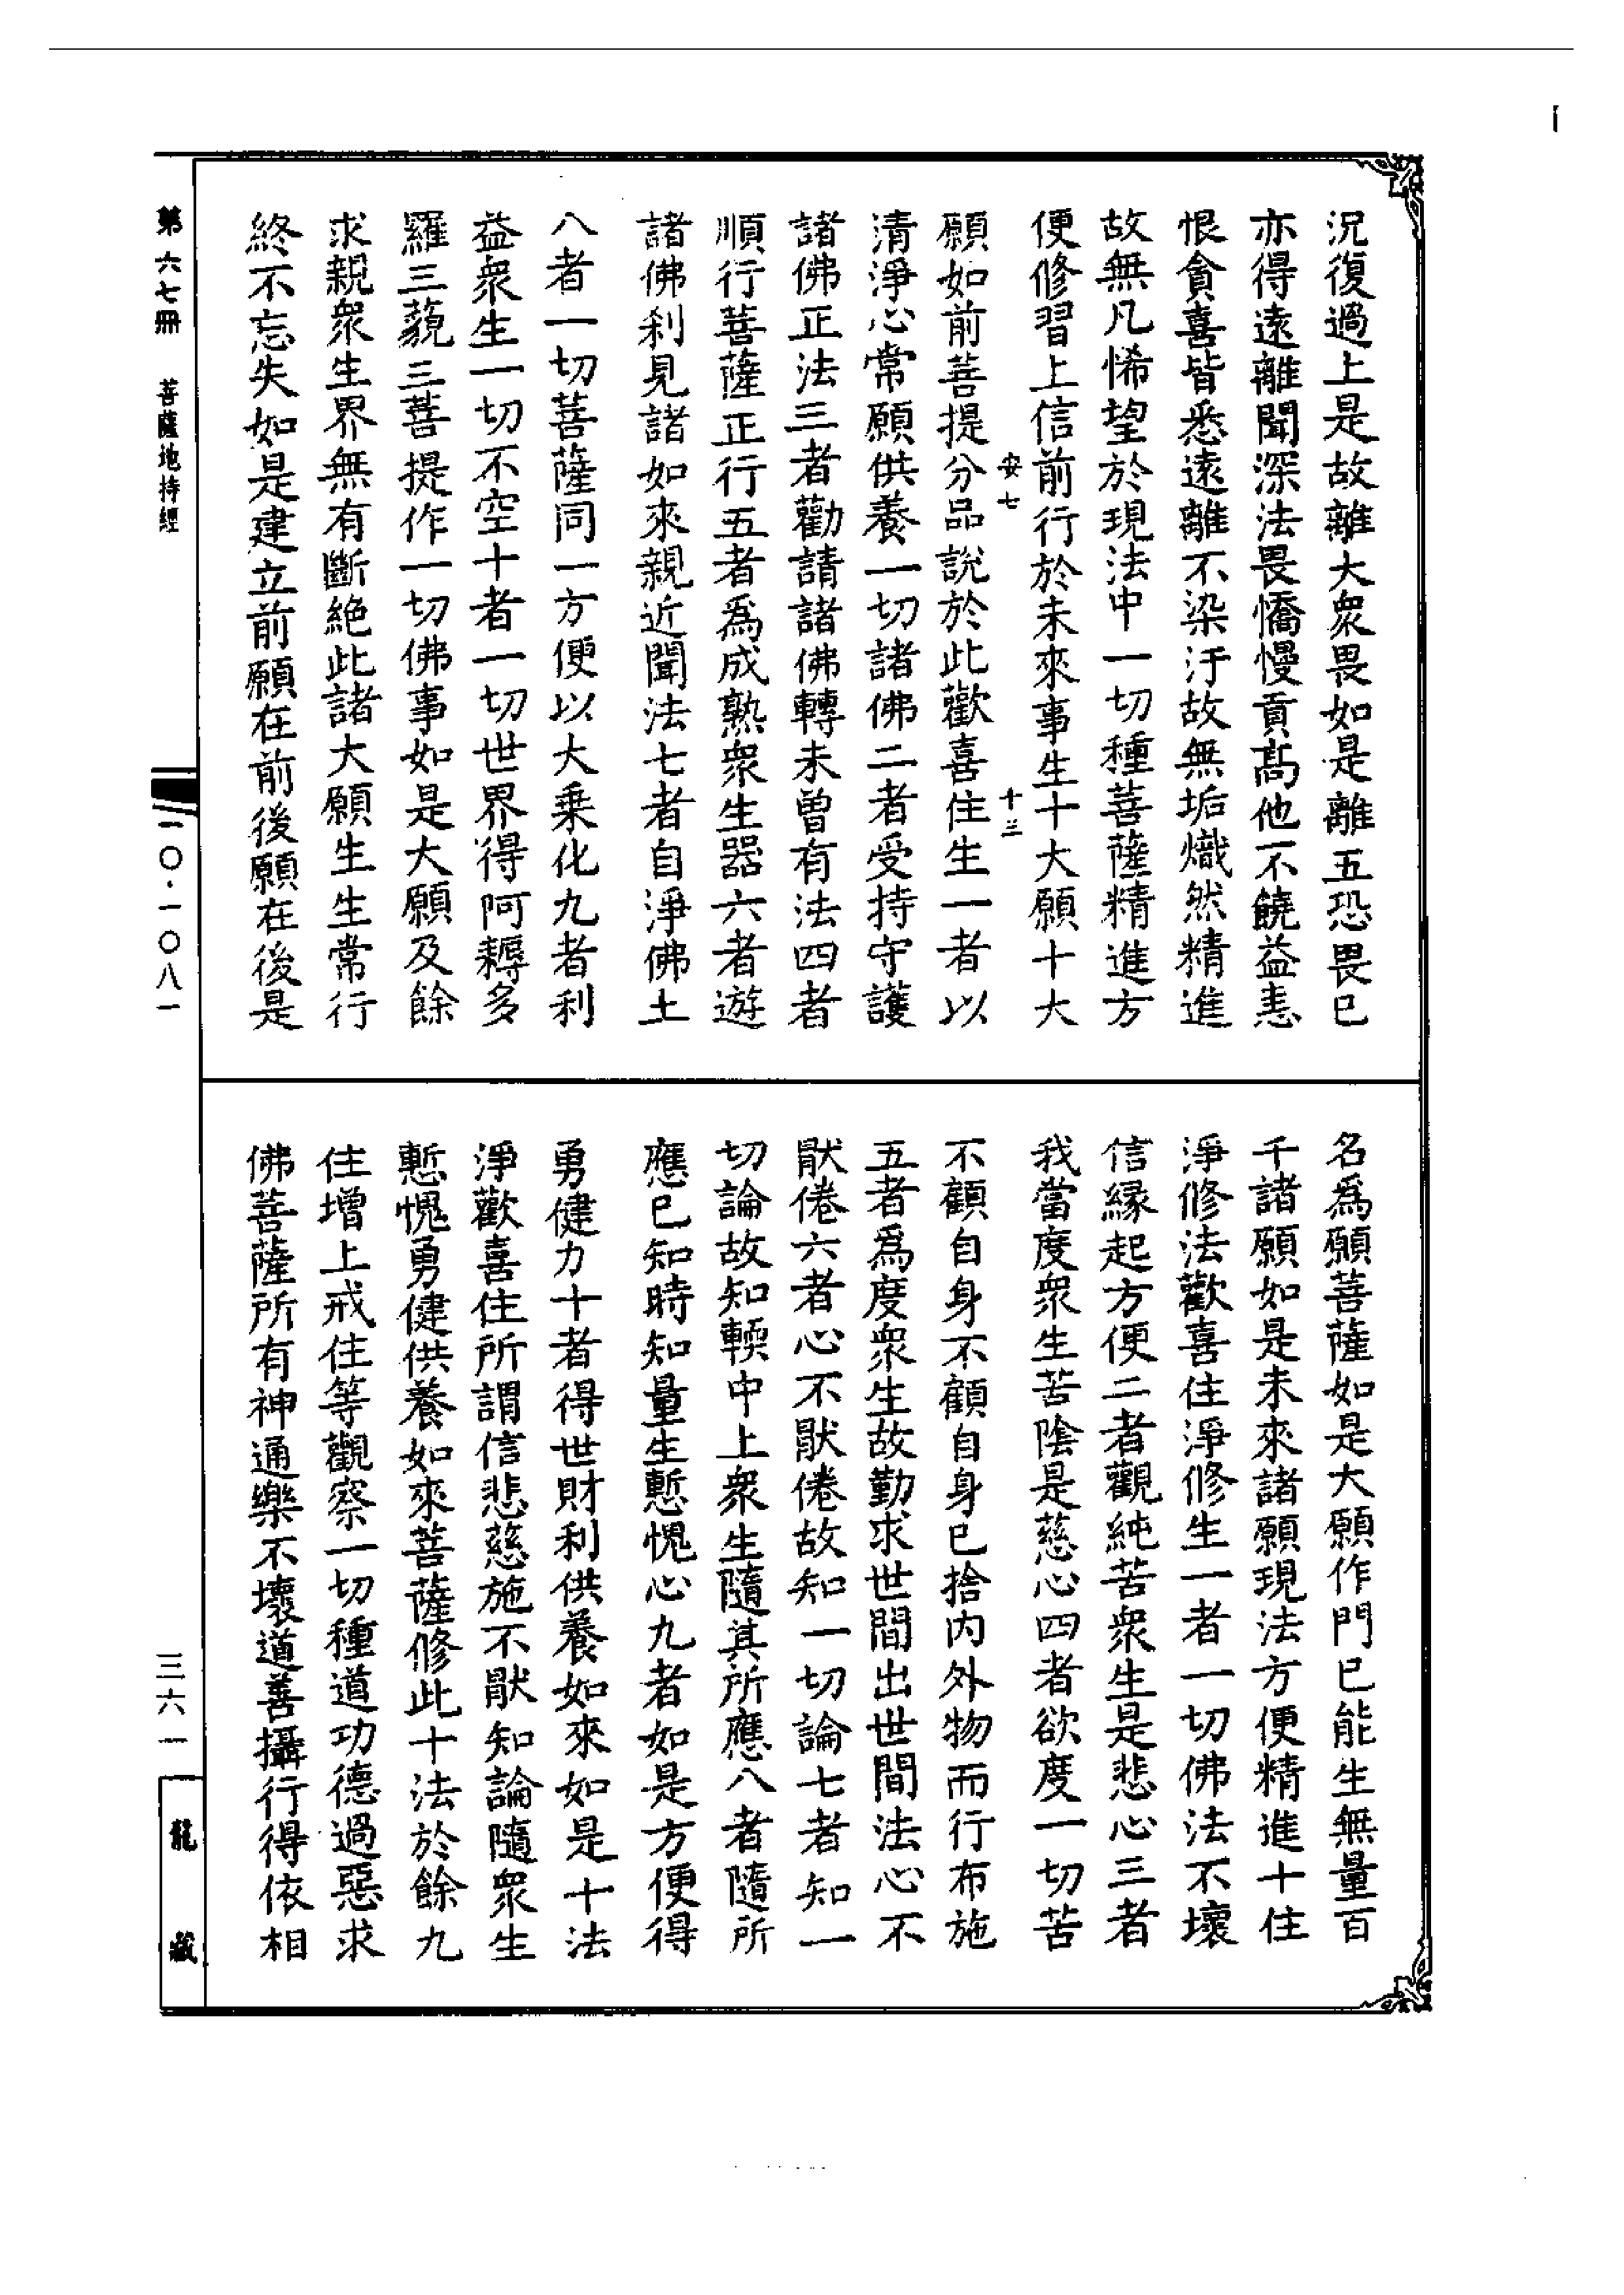 況復過上是故離大衆畏如是離五恐畏已
亦得遠離聞深法畏憍慢貢高他不饒益恚
恨貪喜皆悉遠離不染汙故無垢熾然精進
故無凡悕望於現法中一切種菩薩精進方
便修習上信前行於未來事生十大願十大
安七
十三
願如前菩提分品說於此歡喜住生一者以
清淨心常願供養一切諸佛二者受持守護
諸佛正法三者勸請諸佛轉未曾有法四者
順行菩薩正行五者爲成熟衆生器六者遊
諸佛刹見諸如來親近聞法七者自淨佛土
八者一切菩薩同一方便以大乗化九者利
益衆生一切不空十者一切世界得阿耨多
羅三藐三菩提作一切佛事如是大願及餘
求親衆生界無有斷絶此諸大願生生常行
終不忘失如是建立前願在前後願在後是
名爲願菩薩如是大願作門已能生無量百
千諸願如是未來諸願現法方便精進十住
淨修法歡喜住淨修生一者一切佛法不壞
信緣起方便二者觀純苦衆生是悲心三者
我當度衆生苦陰是慈心四者欲度一切苦
不顧自身不顧自身已捨内外物而行布施
五者爲度衆生故勤求世間出世間法心不
猒倦六者心不猒倦故知一切論七者知一
切論故知輭中上衆生隨其所應八者隨所
應已知時知量生慙愧心九者如是方便得
勇健力十者得世財利供養如來如是十法
淨歡喜住所謂信悲慈施不猒知論隨衆生
慙愧勇健供養如來菩薩修此十法於餘九
住增上戒住等觀察一切種道功德過惡求
佛菩薩所有神通樂不壞道善攝行得依相
第六七冊 菩薩地持經
一〇·一〇八一
三六一
龍藏